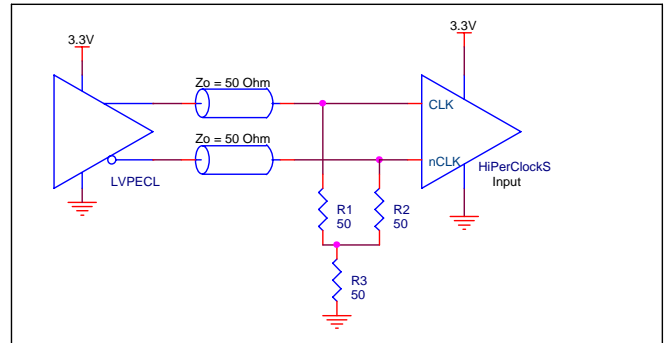 3.3V
3.3V
Zo = 50 Ohm
CLK
Zo = 50 Ohm
nCLK
LVPECL
HiPerClockS
Input
R1
50
R2
50
R3
50